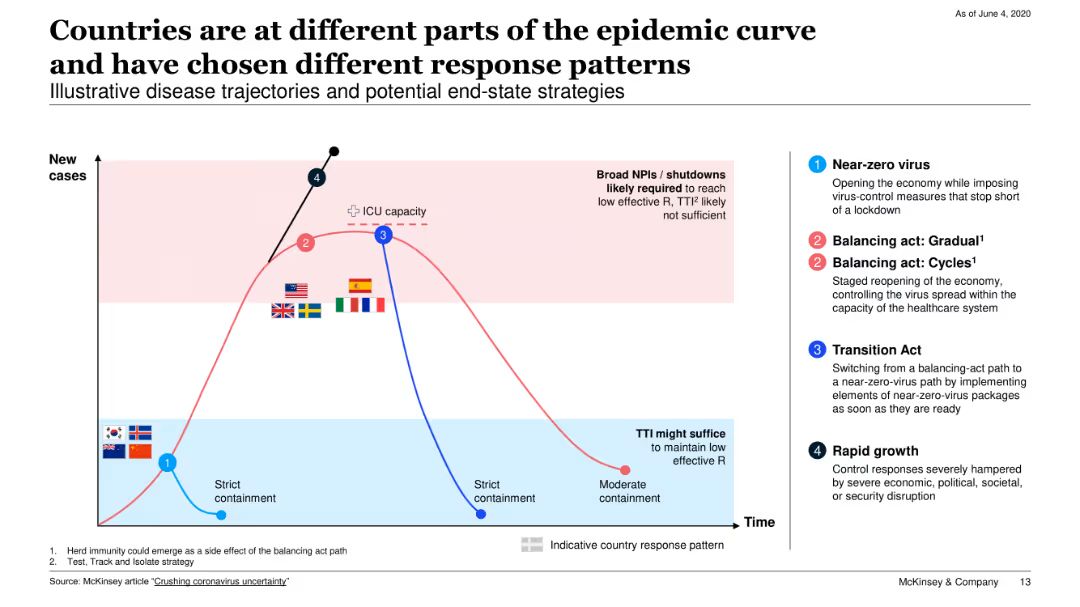 As of June 4, 2020
Countries are at different parts of the epidemic curve
and have chosen different response patterns
Illustrative disease trajectories and potential end-state strategies
New
cases
4
ICU capacity
2
3
Broad NPIs / shutdowns
likely required to reach
low effective R, TTI² likely
not sufficient
TTI might suffice
to maintain low
effective R
1
Strict
containment
Strict
containment
Moderate
containment
Time
Indicative country response pattern
1 Near-zero virus
Opening the economy while imposing
virus-control measures that stop short
of a lockdown
2 Balancing act: Gradual¹
2 Balancing act: Cycles¹
Staged reopening of the economy,
controlling the virus spread within the
capacity of the healthcare system
3 Transition Act
Switching from a balancing-act path to
a near-zero-virus path by implementing
elements of near-zero-virus packages
as soon as they are ready
4 Rapid growth
Control responses severely hampered
by severe economic, political, societal,
or security disruption
1. Herd immunity could emerge as a side effect of the balancing act path
2. Test, Track and Isolate strategy
Source: McKinsey article "Crushing coronavirus uncertainty"
McKinsey & Company 13